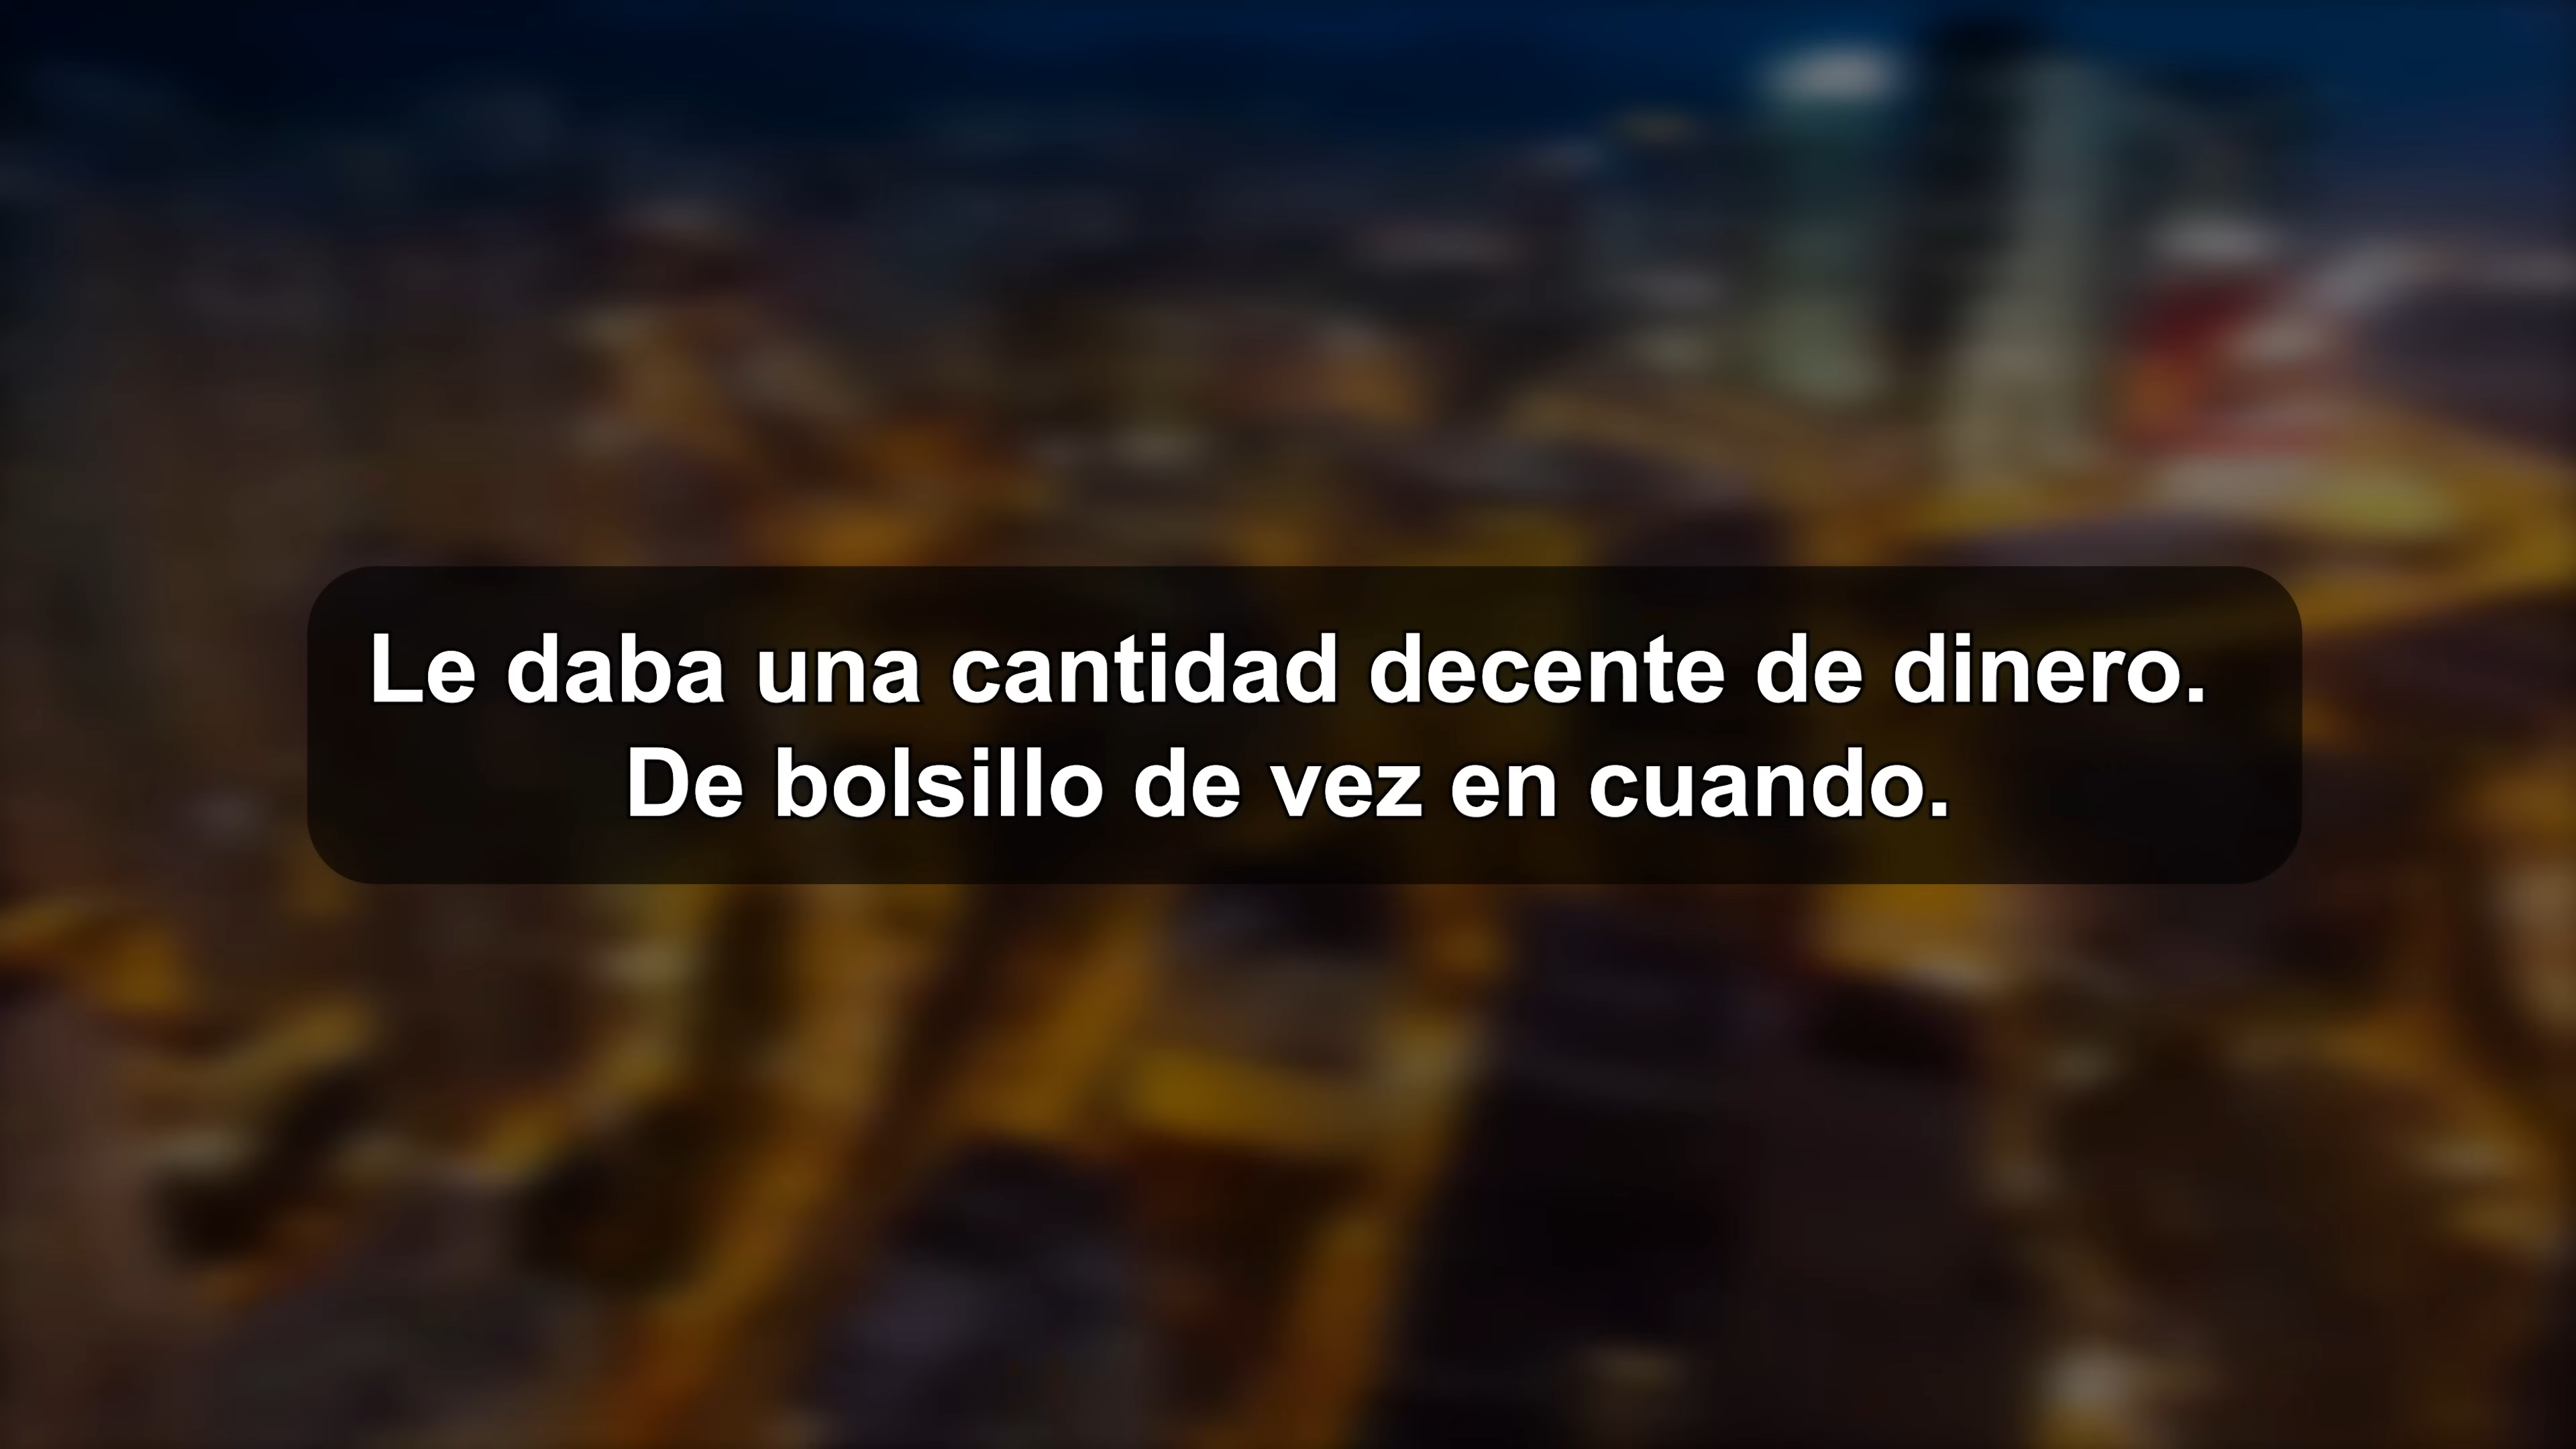 Le daba una cantidad decente de dinero.
De bolsillo de vez en cuando.